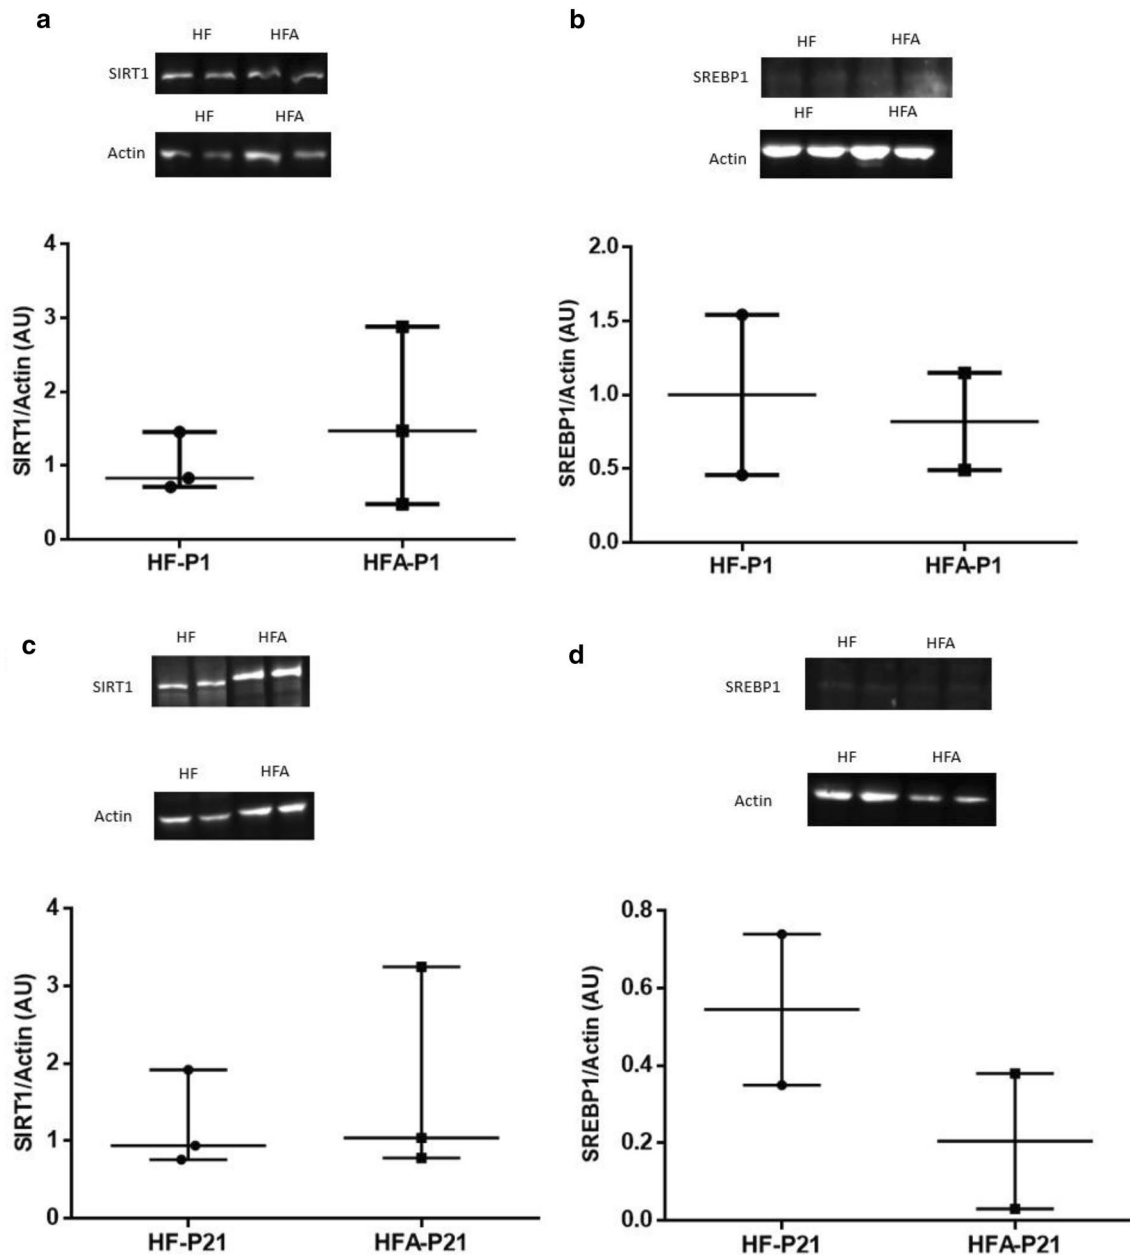 a
HF HFA
SIRT1
HF HFA
Actin
SIRT1/Actin (AU)
4
3
2
1
0
HF-P1 HFA-P1
b
HF HFA
SREBP1
HF HFA
Actin
SREBP1/Actin (AU)
2.0
1.5
1.0
0.5
0.0
HF-P1 HFA-P1
c
HF HFA
SIRT1
HF HFA
Actin
SIRT1/Actin (AU)
4
3
2
1
0
HF-P21 HFA-P21
d
HF HFA
SREBP1
HF HFA
Actin
SREBP1/Actin (AU)
0.8
0.6
0.4
0.2
0.0
HF-P21 HFA-P21